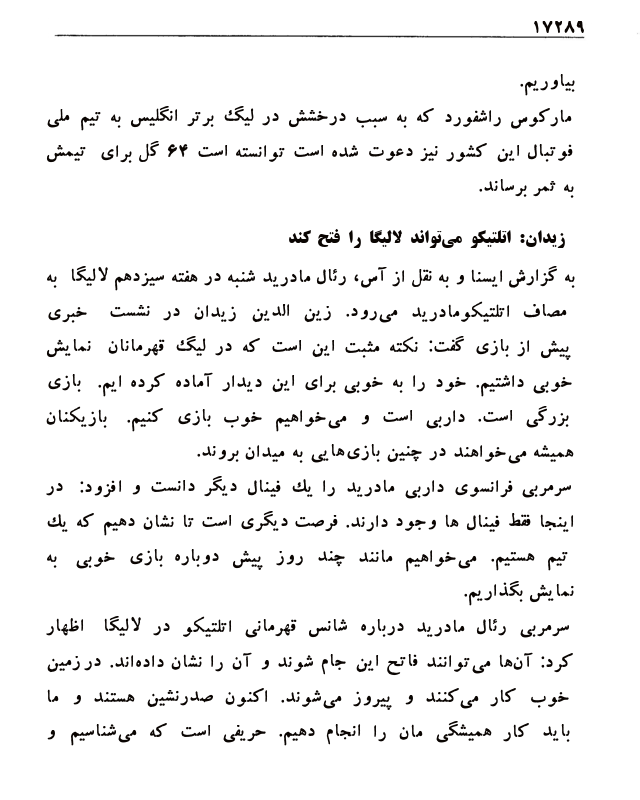 ۱۷۲۸۹
بیاوریم.
مارکوس راشفورد که به سبب درخشش در لیگ برتر انگلیس به تیم ملی
فوتبال این کشور نیز دعوت شده است توانسته است ۶۴ گل برای تیمش
به ثمر برساند.
زیدان: اتلتیکو می‌تواند لالیگا را فتح کند
به گزارش ایسنا و به نقل از آس، رئال مادرید شنبه در هفته سیزدهم لالیگا به
مصاف اتلتیکومادرید می‌رود. زین الدین زیدان در نشست خبری
پیش از بازی گفت: نکته مثبت این است که در لیگ قهرمانان نمایش
خوبی داشتیم. خود را به خوبی برای این دیدار آماده کرده ایم. بازی
بزرگی است. داربی است و می‌خواهیم خوب بازی کنیم. بازیکنان
همیشه می‌خواهند در چنین بازی‌هایی به میدان بروند.
سرمربی فرانسوی داربی مادرید را یك فینال دیگر دانست و افزود: در
اینجا فقط فینال ها وجود دارند. فرصت دیگری است تا نشان دهیم که یك
تیم هستیم. می‌خواهیم مانند چند روز پیش دوباره بازی خوبی به
نمایش بگذاریم.
سرمربی رئال مادرید درباره شانس قهرمانی اتلتیکو در لالیگا اظهار
کرد: آن‌ها می‌توانند فاتح این جام شوند و آن را نشان داده‌اند. درزمین
خوب کار می‌کنند و پیروز می‌شوند. اکنون صدرنشین هستند و ما
باید کار همیشگی مان را انجام دهیم. حریفی است که می‌شناسیم و